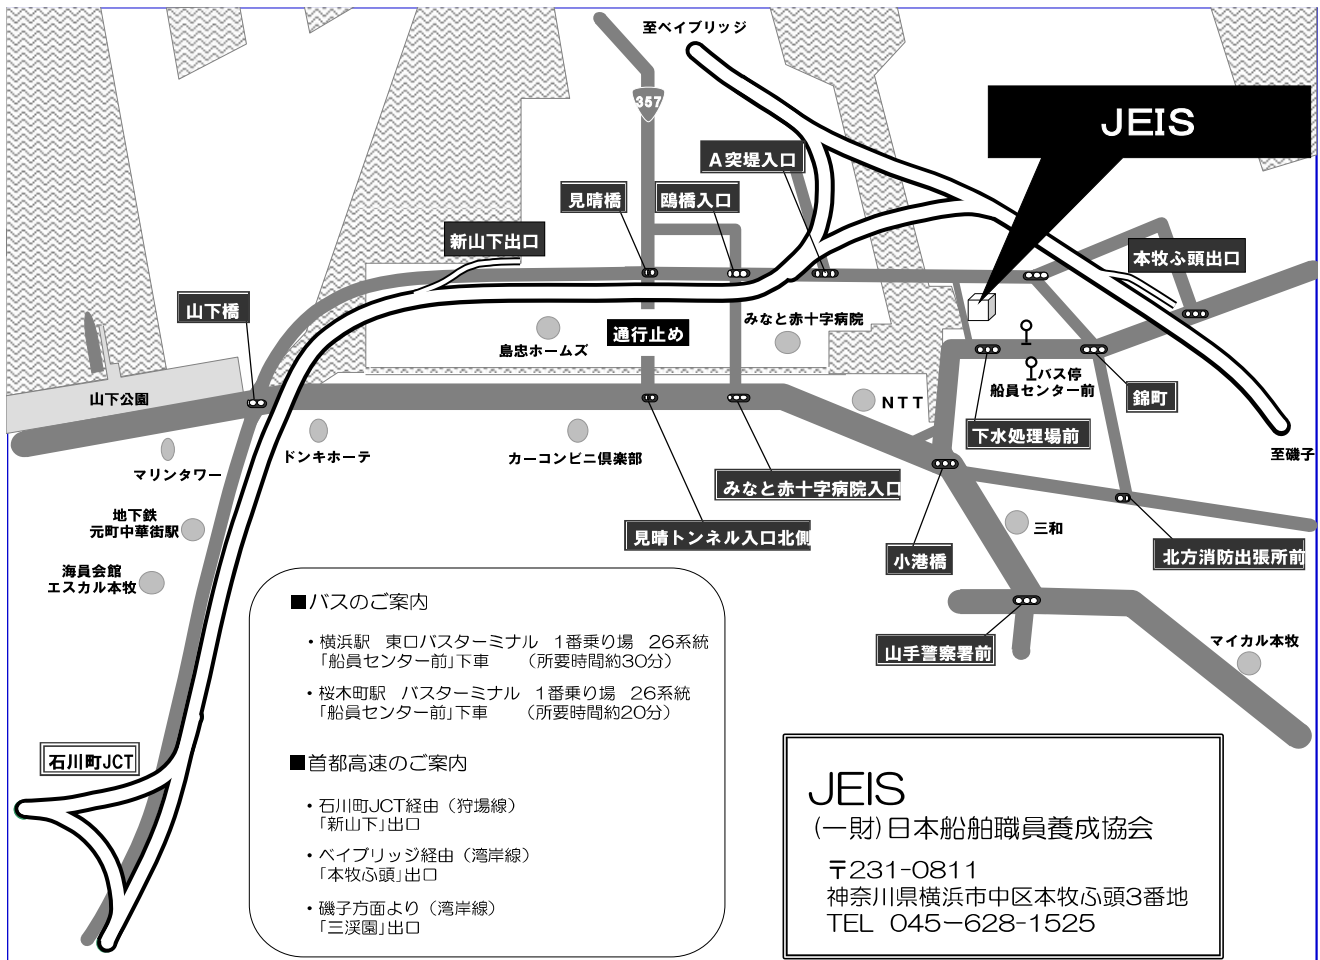 至ベイブリッジ
357
JEIS
A突堤入口
見晴橋
鴎橋入口
新山下出口
本牧ふ頭出口
山下橋
みなと赤十字病院
通行止め
島忠ホームズ
バス停
船員センター前
山下公園
NTT
錦町
下水処理場前
至磯子
ドンキホーテ
カーコンビニ倶楽部
マリンタワー
みなと赤十字病院入口
地下鉄
元町中華街駅
見晴トンネル入口北側
三和
小港橋
北方消防出張所前
海員会館
エスカル本牧
山手警察署前
マイカル本牧
■バスのご案内
・横浜駅 東口バスターミナル 1番乗り場 26系統
「船員センター前」下車 (所要時間約30分)
・桜木町駅 バスターミナル 1番乗り場 26系統
「船員センター前」下車 (所要時間約20分)
■首都高速のご案内
・石川町JCT経由(狩場線)
「新山下」出口
・ベイブリッジ経由(湾岸線)
「本牧ふ頭」出口
・磯子方面より(湾岸線)
「三渓園」出口
石川町JCT
JEIS
(一財)日本船舶職員養成協会
〒231-0811
神奈川県横浜市中区本牧ふ頭3番地
TEL 045-628-1525